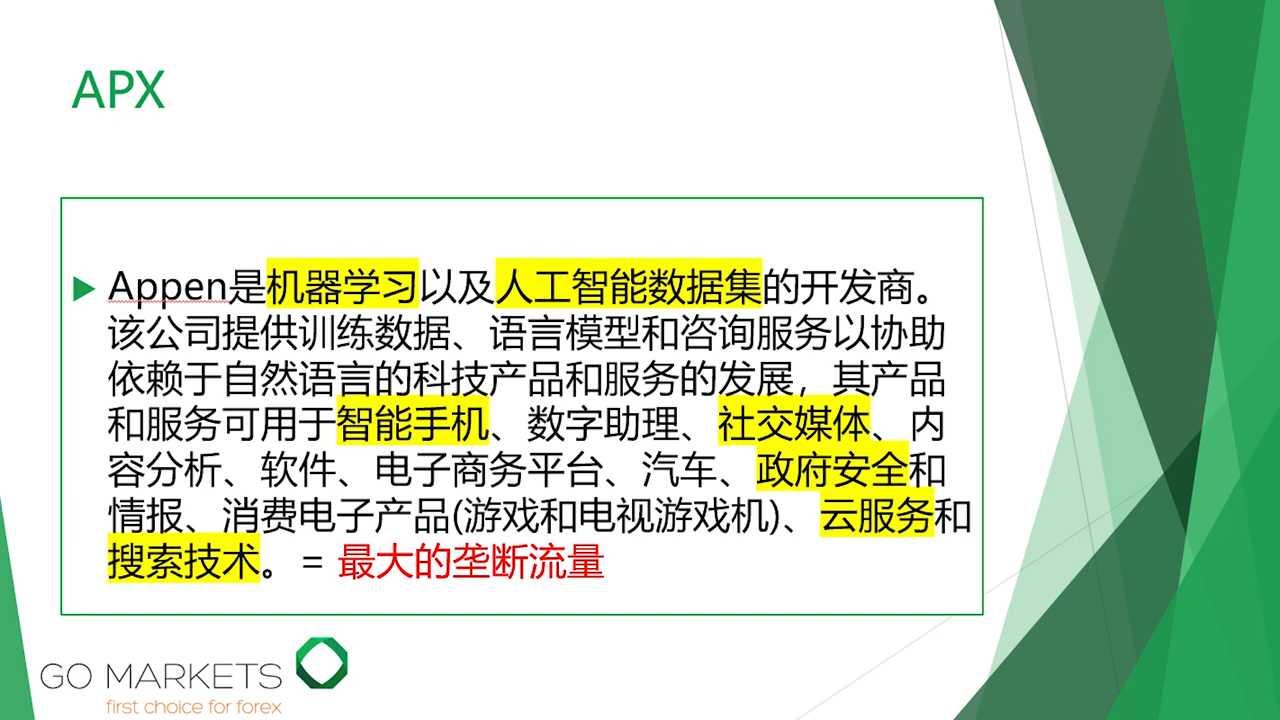 APX
Appen是机器学习以及人工智能数据集的开发商。
该公司提供训练数据、语言模型和咨询服务以协助
依赖于自然语言的科技产品和服务的发展，其产品
和服务可用于智能手机、数字助理、社交媒体、内
容分析、软件、电子商务平台、汽车、政府安全和
情报、消费电子产品(游戏和电视游戏机)、云服务和
搜索技术。= 最大的垄断流量
GO MARKETS
first choice for forex